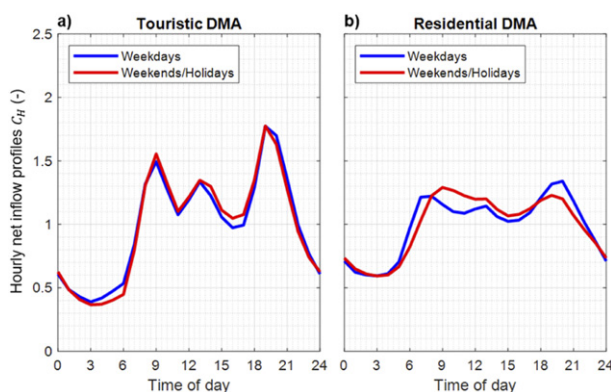 a) Touristic DMA
b) Residential DMA
Hourly net inflow profiles C_H (-)
2.5
2
1.5
1
0.5
0
Weekdays
Weekends/Holidays
Weekdays
Weekends/Holidays
0 3 6 9 12 15 18 21 24
0 3 6 9 12 15 18 21 24
Time of day
Time of day